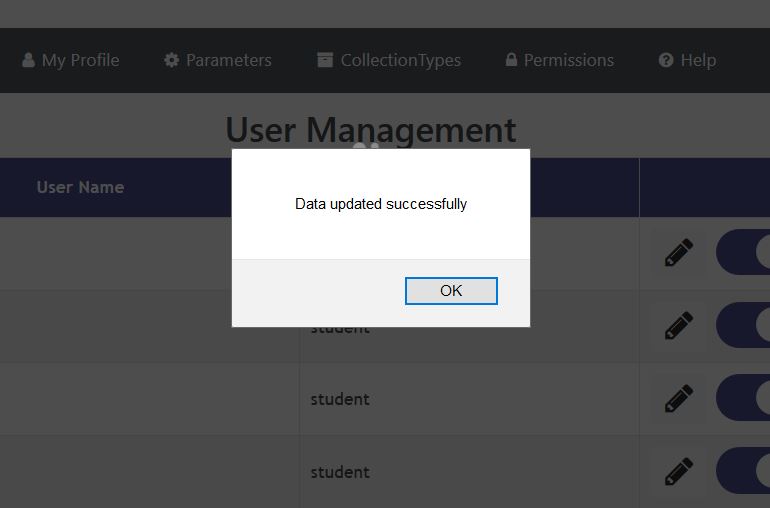 My Profile Parameters CollectionTypes Permissions Help
User Management
User Name
Data updated successfully
OK
student
student
student